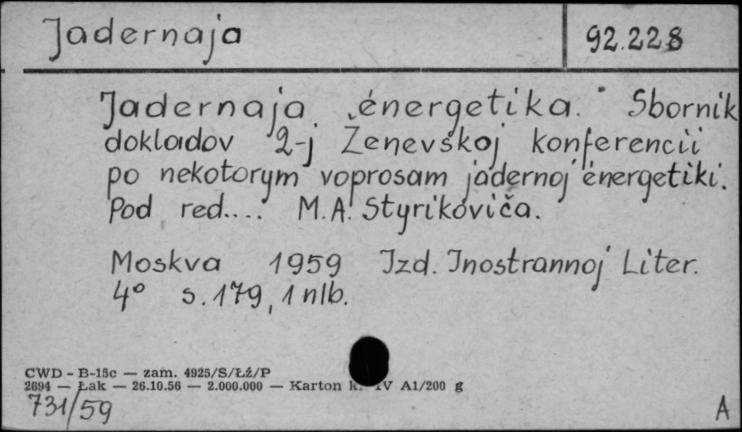 Jadernaja 92.228
Jadernaja énergetika. Sbornik
dokladov 2-j Ženevskoj konferencii
po nekotorym voprosam jadernoj énergetiki.
Pod red.... M.A. Styrikoviča.
Moskva 1959 Izd. Inostrannoj Liter.
4° s. 179, 1 nlb.
CWD - B-15c — zam. 4925/S/ŁŻ/P
2694 — Łak — 26.10.56 — 2.000.000 — Karton IV A1/200 g
731/59 A